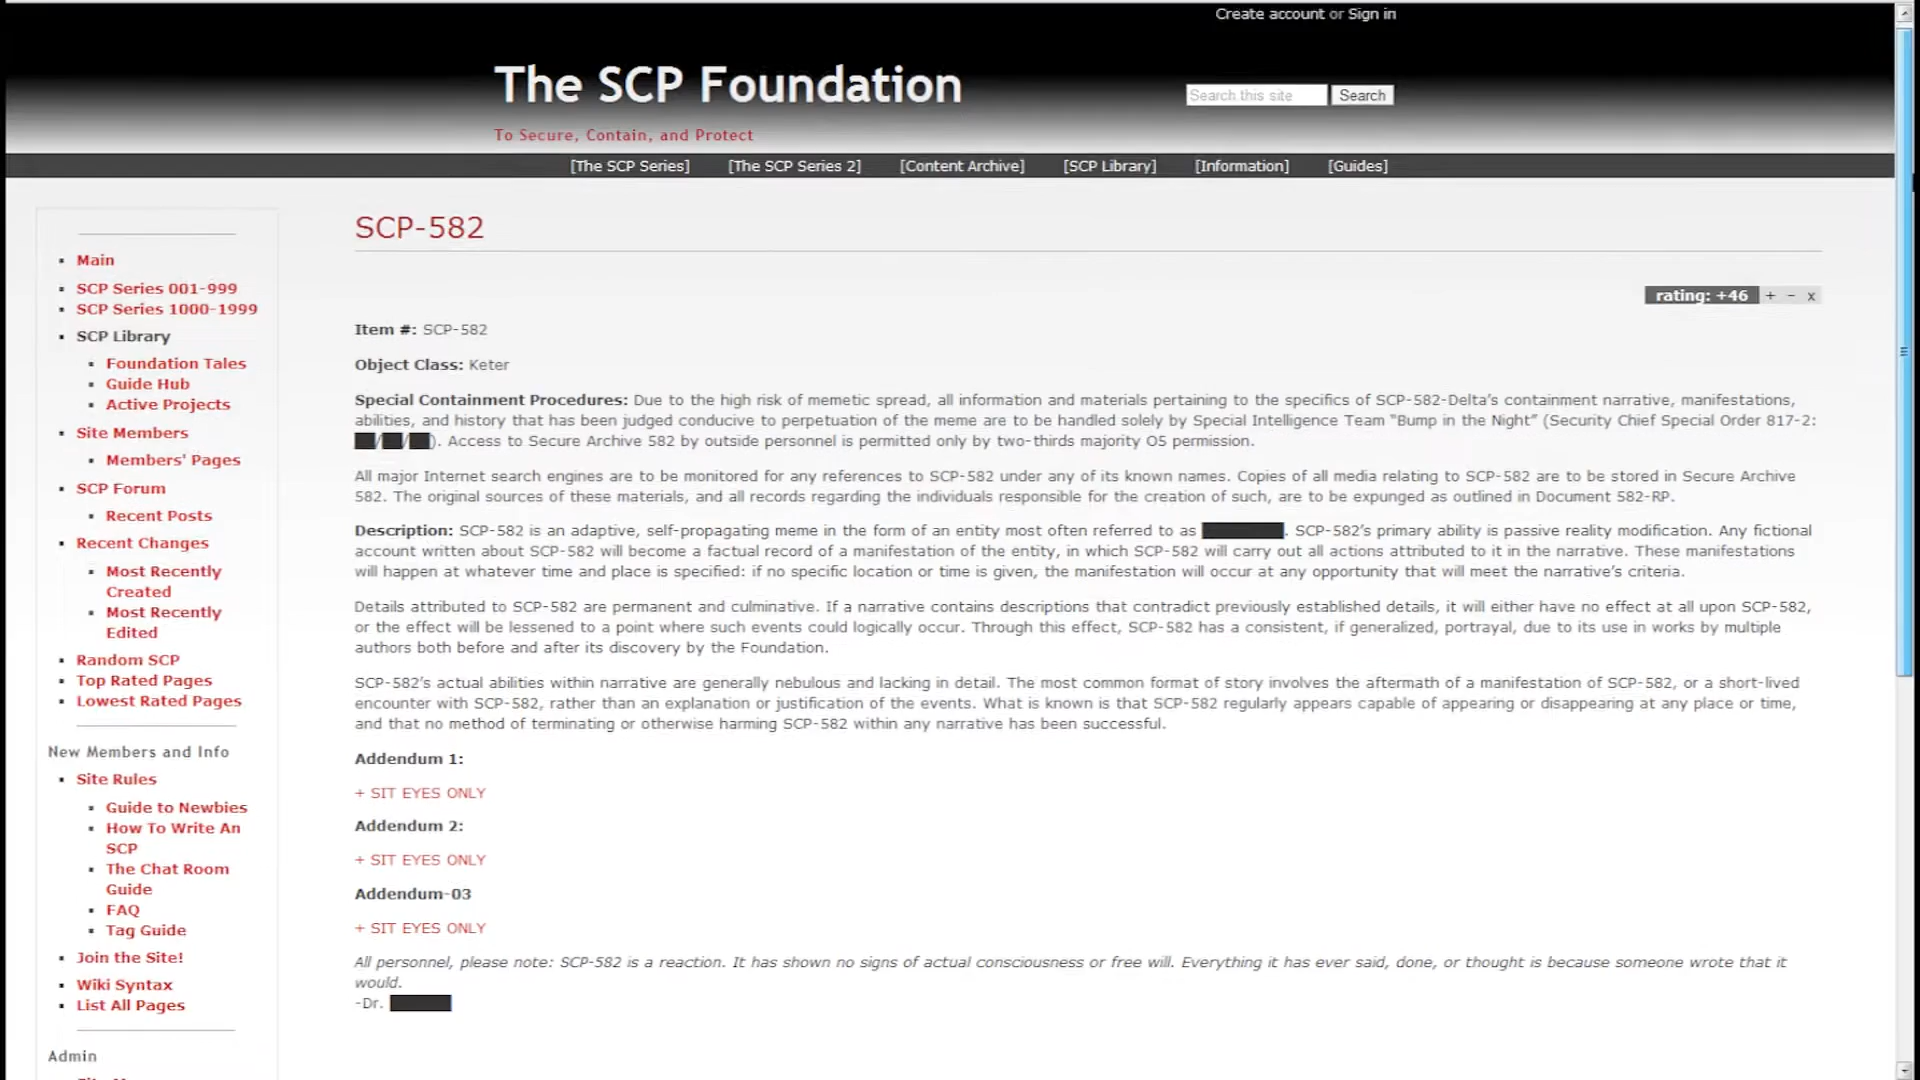 Create account or Sign in
The SCP Foundation
Search this site Search
To Secure, Contain, and Protect
[The SCP Series] [The SCP Series 2] [Content Archive] [SCP Library] [Information] [Guides]
Main
SCP Series 001-999
SCP Series 1000-1999
SCP Library
Foundation Tales
Guide Hub
Active Projects
Site Members
Members' Pages
SCP Forum
Recent Posts
Recent Changes
Most Recently
Created
Most Recently
Edited
Random SCP
Top Rated Pages
Lowest Rated Pages
New Members and Info
Site Rules
Guide to Newbies
How To Write An
SCP
The Chat Room
Guide
FAQ
Tag Guide
Join the Site!
Wiki Syntax
List All Pages
Admin
SCP-582
rating: +46 + − x
Item #: SCP-582
Object Class: Keter
Special Containment Procedures: Due to the high risk of memetic spread, all information and materials pertaining to the specifics of SCP-582-Delta’s containment narrative, manifestations,
abilities, and history that has been judged conducive to perpetuation of the meme are to be handled solely by Special Intelligence Team “Bump in the Night” (Security Chief Special Order 817-2:
██/██/██). Access to Secure Archive 582 by outside personnel is permitted only by two-thirds majority O5 permission.
All major Internet search engines are to be monitored for any references to SCP-582 under any of its known names. Copies of all media relating to SCP-582 are to be stored in Secure Archive
582. The original sources of these materials, and all records regarding the individuals responsible for the creation of such, are to be expunged as outlined in Document 582-RP.
Description: SCP-582 is an adaptive, self-propagating meme in the form of an entity most often referred to as ████████. SCP-582’s primary ability is passive reality modification. Any fictional
account written about SCP-582 will become a factual record of a manifestation of the entity, in which SCP-582 will carry out all actions attributed to it in the narrative. These manifestations
will happen at whatever time and place is specified: if no specific location or time is given, the manifestation will occur at any opportunity that will meet the narrative’s criteria.
Details attributed to SCP-582 are permanent and culminative. If a narrative contains descriptions that contradict previously established details, it will either have no effect at all upon SCP-582,
or the effect will be lessened to a point where such events could logically occur. Through this effect, SCP-582 has a consistent, if generalized, portrayal, due to its use in works by multiple
authors both before and after its discovery by the Foundation.
SCP-582’s actual abilities within narrative are generally nebulous and lacking in detail. The most common format of story involves the aftermath of a manifestation of SCP-582, or a short-lived
encounter with SCP-582, rather than an explanation or justification of the events. What is known is that SCP-582 regularly appears capable of appearing or disappearing at any place or time,
and that no method of terminating or otherwise harming SCP-582 within any narrative has been successful.
Addendum 1:
+ SIT EYES ONLY
Addendum 2:
+ SIT EYES ONLY
Addendum-03
+ SIT EYES ONLY
All personnel, please note: SCP-582 is a reaction. It has shown no signs of actual consciousness or free will. Everything it has ever said, done, or thought is because someone wrote that it
would.
-Dr. ██████